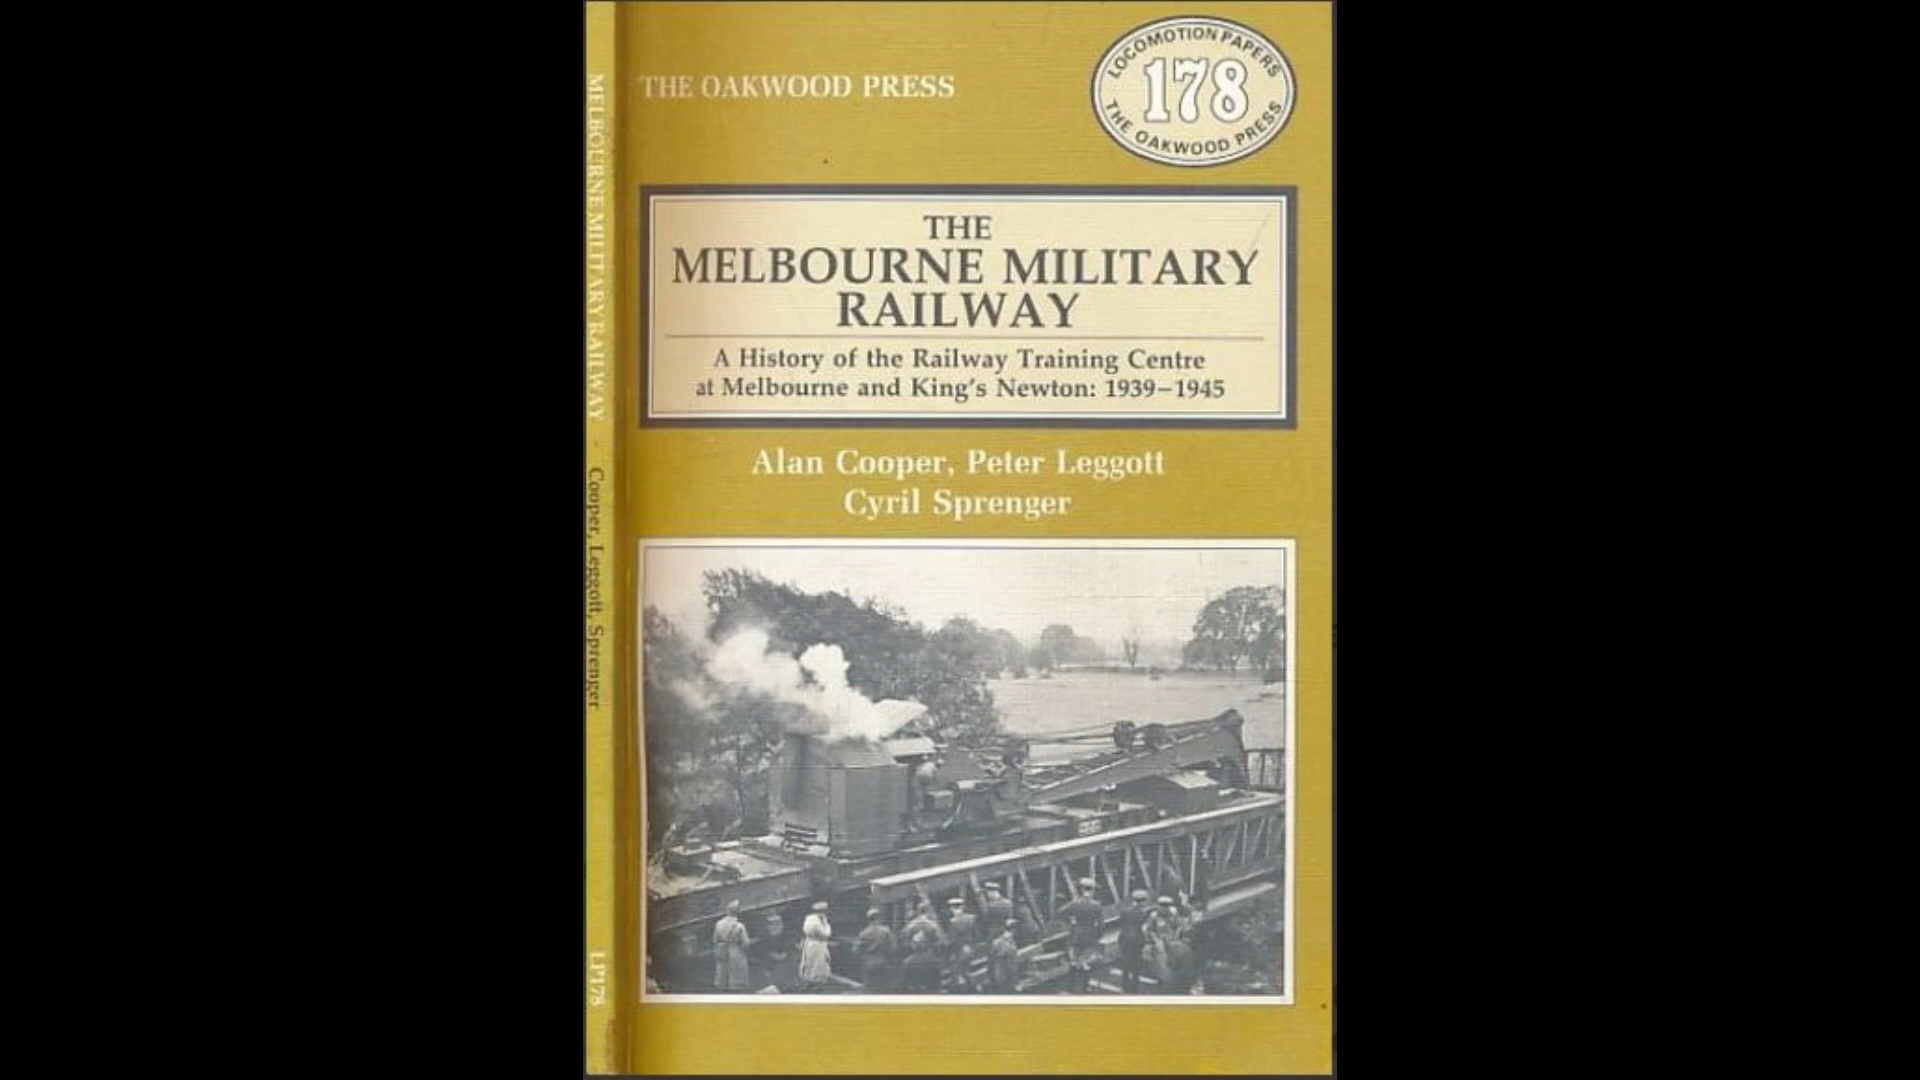 MELBOURNE MILITARY RAILWAY · Cooper, Leggott, Sprenger LP178
THE OAKWOOD PRESS
LOCOMOTION PAPERS
178
THE OAKWOOD PRESS
THE
MELBOURNE MILITARY
RAILWAY
A History of the Railway Training Centre
at Melbourne and King's Newton: 1939–1945
Alan Cooper, Peter Leggott
Cyril Sprenger